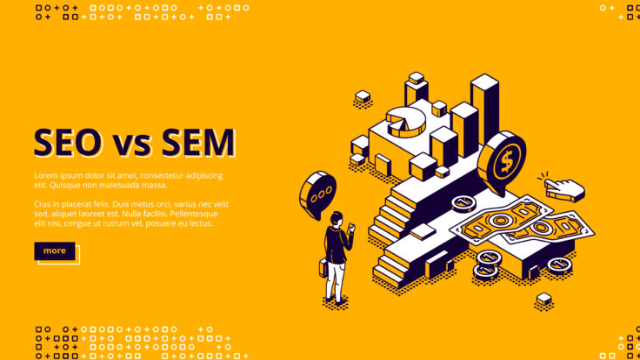 SEO vs SEM
Lorem ipsum dolor sit amet, consectetur adipiscing
elit. Quisque non malesuada massa.
Cras in placerat felis. Duis metus orci, varius nec velit
sed, aliquet laoreet est. Nulla facilisi. Pellentesque
elit nisi, congue ut rutrum vel, posuere eu lectus.
more
$